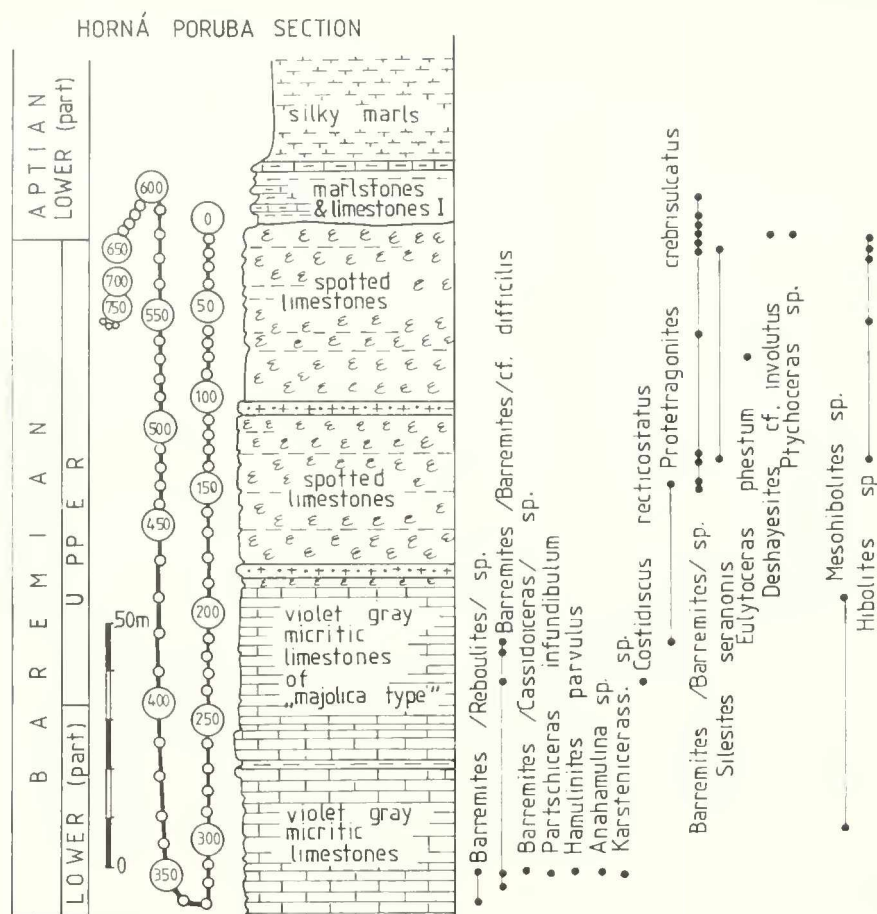 HORNÁ PORUBA SECTION
APTIAN
LOWER (part)
BAREMIAN
UPPER
LOWER (part)
600
650
700
750
550
500
450
400
350
0
50
100
150
200
250
300
50m
0
silky marls
marlstones
& limestones I
spotted
limestones
spotted
limestones
violet gray
micritic
limestones
of
„majolica type"
violet gray
micritic
limestones
Barremites /Reboulites/ sp.
Barremites /Barremites/cf. difficilis
Barremites /Cassidoiceras/ sp.
Partschiceras infundibulum
Hamulinites parvulus
Anahamulina sp.
Karstenicerass. sp.
Costidiscus recticostatus
Protetragonites crebrisulcatus
Barremites /Barremites/ sp.
Silesites seranonis
Eulytoceras phestum
Deshayesites cf. involutus
Ptychoceras sp.
Mesohibolites sp.
Hibolites sp